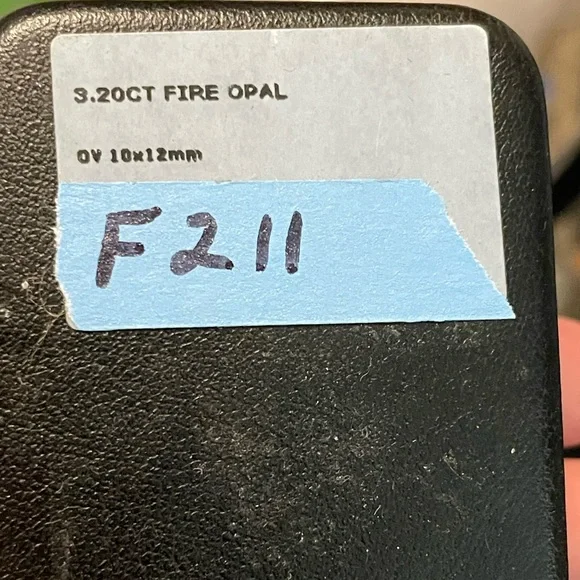 3.20CT FIRE OPAL
OV 10x12mm
F211